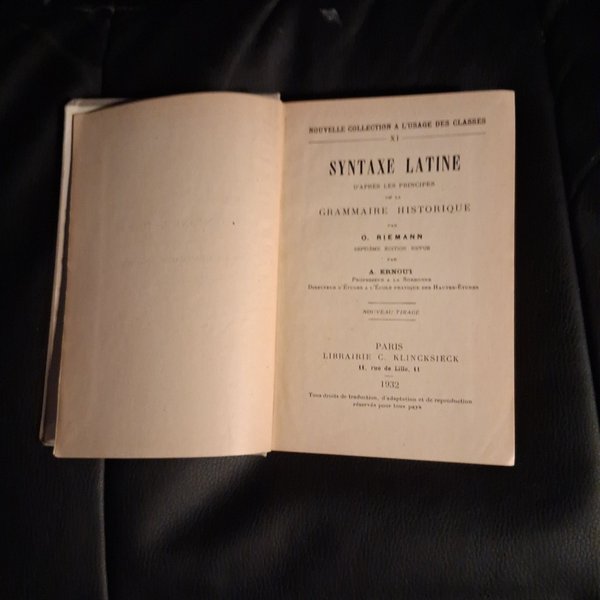 NOUVELLE COLLECTION A L'USAGE DES CLASSES
XI
SYNTAXE LATINE
D'APRÈS LES PRINCIPES
DE LA
GRAMMAIRE HISTORIQUE
PAR
O. RIEMANN
SEPTIÈME ÉDITION REVUE
PAR
A. ERNOUT
PROFESSEUR A LA SORBONNE
DIRECTEUR D'ÉTUDES A L'ÉCOLE PRATIQUE DES HAUTES-ÉTUDES
NOUVEAU TIRAGE
PARIS
LIBRAIRIE C. KLINCKSIECK
11, rue de Lille, 11
1932
Tous droits de traduction, d'adaptation et de reproduction
réservés pour tous pays